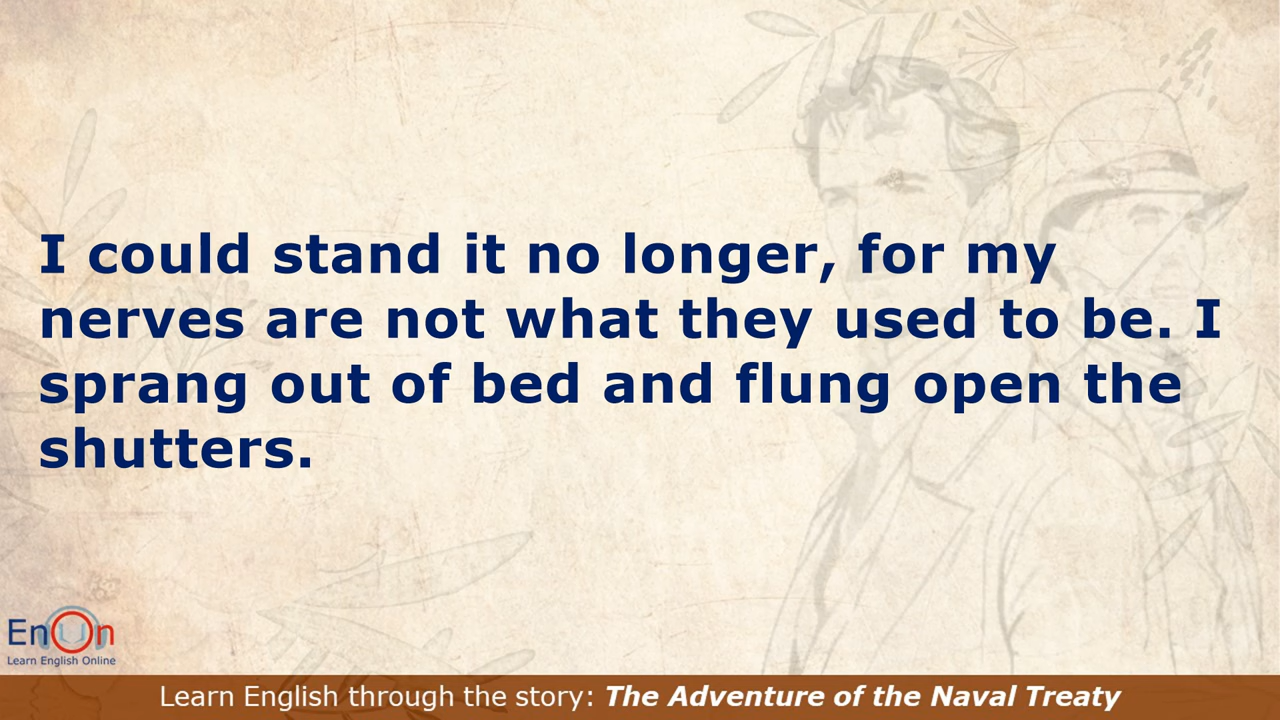 I could stand it no longer, for my
nerves are not what they used to be. I
sprang out of bed and flung open the
shutters.
EnOn
Learn English Online
Learn English through the story: The Adventure of the Naval Treaty